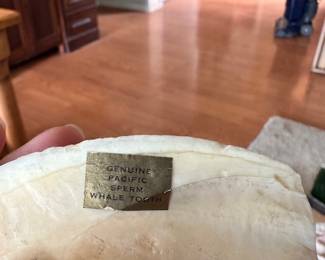 GENUINE
PACIFIC
SPERM
WHALE TOOTH